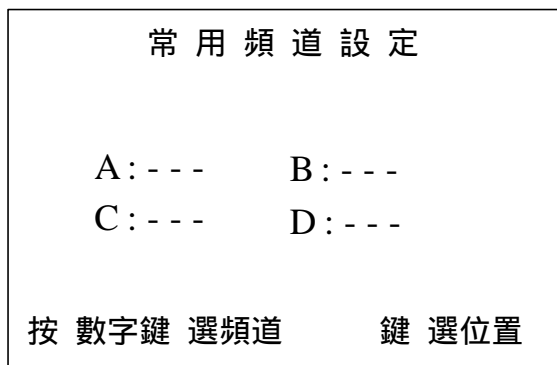 常用頻道設定
A:--- B:---
C:--- D:---
按 數字鍵 選頻道 鍵 選位置